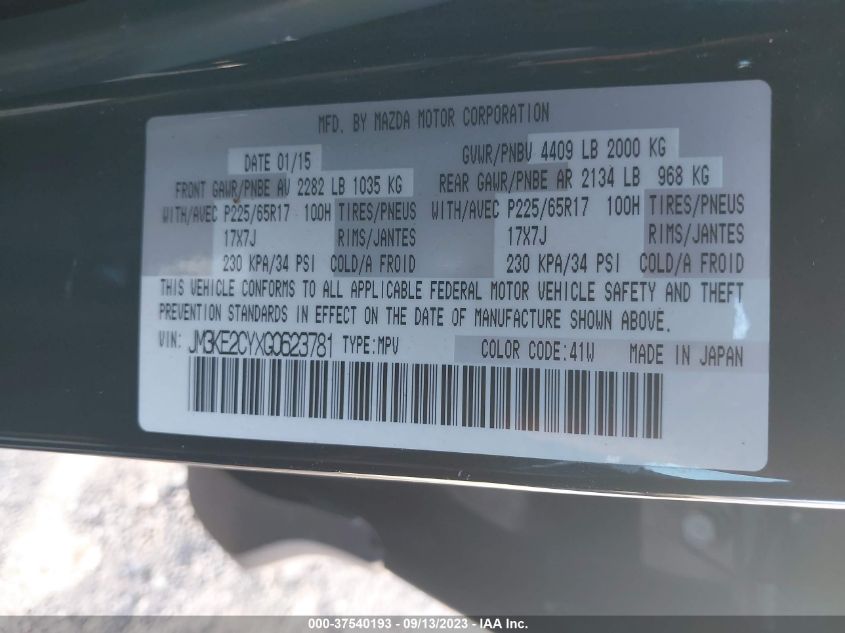 MFD. BY MAZDA MOTOR CORPORATION
DATE 01/15 GVWR/PNBV 4409 LB 2000 KG
FRONT GAWR/PNBE AV 2282 LB 1035 KG REAR GAWR/PNBE AR 2134 LB 968 KG
WITH/AVEC P225/65R17 100H TIRES/PNEUS WITH/AVEC P225/65R17 100H TIRES/PNEUS
17X7J RIMS/JANTES 17X7J RIMS/JANTES
230 KPA/34 PSI COLD/A FROID 230 KPA/34 PSI COLD/A FROID
THIS VEHICLE CONFORMS TO ALL APPLICABLE FEDERAL MOTOR VEHICLE SAFETY AND THEFT
PREVENTION STANDARDS IN EFFECT ON THE DATE OF MANUFACTURE SHOWN ABOVE.
VIN: JM3KE2CYXG0623781 TYPE:MPV COLOR CODE:41W MADE IN JAPAN
000-37540193 - 09/13/2023 - IAA Inc.